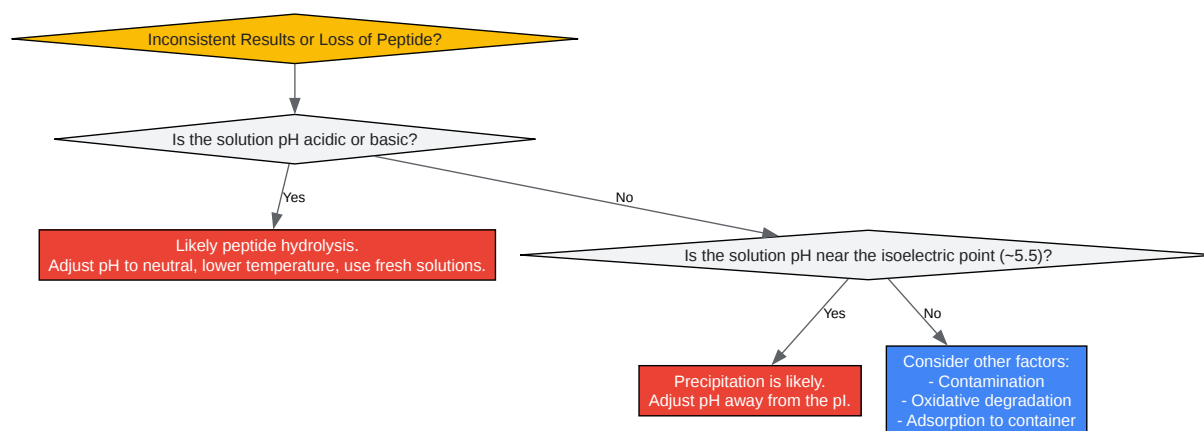 Inconsistent Results or Loss of Peptide?
Is the solution pH acidic or basic?
Yes
No
Likely peptide hydrolysis.
Adjust pH to neutral, lower temperature, use fresh solutions.
Is the solution pH near the isoelectric point (~5.5)?
Yes
No
Precipitation is likely.
Adjust pH away from the pI.
Consider other factors:
- Contamination
- Oxidative degradation
- Adsorption to container